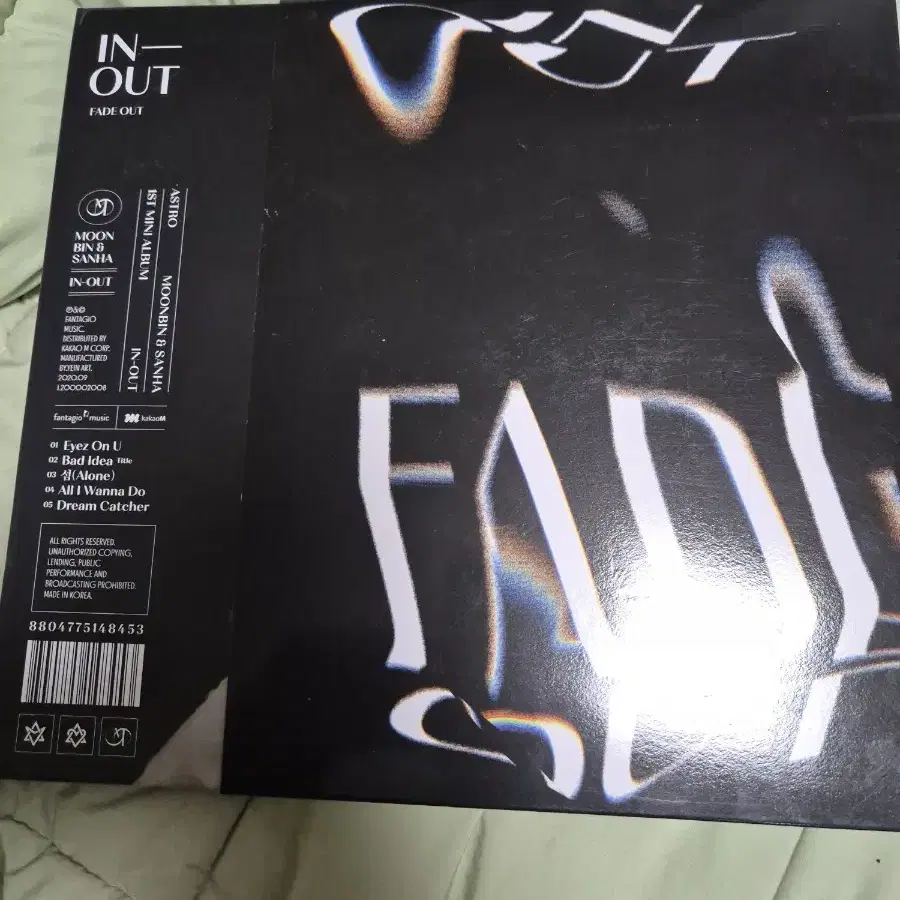 IN—
OUT
FADE OUT
MOON
BIN &
SANHA
IN-OUT
ASTRO MOONBIN & SANHA
1ST MINI ALBUM IN-OUT
℗&©
FANTAGIO
MUSIC.
DISTRIBUTED BY
KAKAO M CORP.
MANUFACTURED
BY.YEIN ART.
2020.09
L200002008
fantagio music
kakaoM
01 Eyez On U
02 Bad Idea Title
03 섬(Alone)
04 All I Wanna Do
05 Dream Catcher
ALL RIGHTS RESERVED.
UNAUTHORIZED COPYING,
LENDING, PUBLIC
PERFORMANCE AND
BROADCASTING PROHIBITED.
MADE IN KOREA.
8804775148453
OUT
FADE